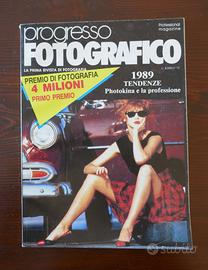 progresso
Professional
magazine
FOTOGRAFICO
LA PRIMA RIVISTA DI FOTOGRAFIA
PREMIO DI FOTOGRAFIA
4 MILIONI
PRIMO PREMIO
1989
TENDENZE
Photokina e la professione
Subito